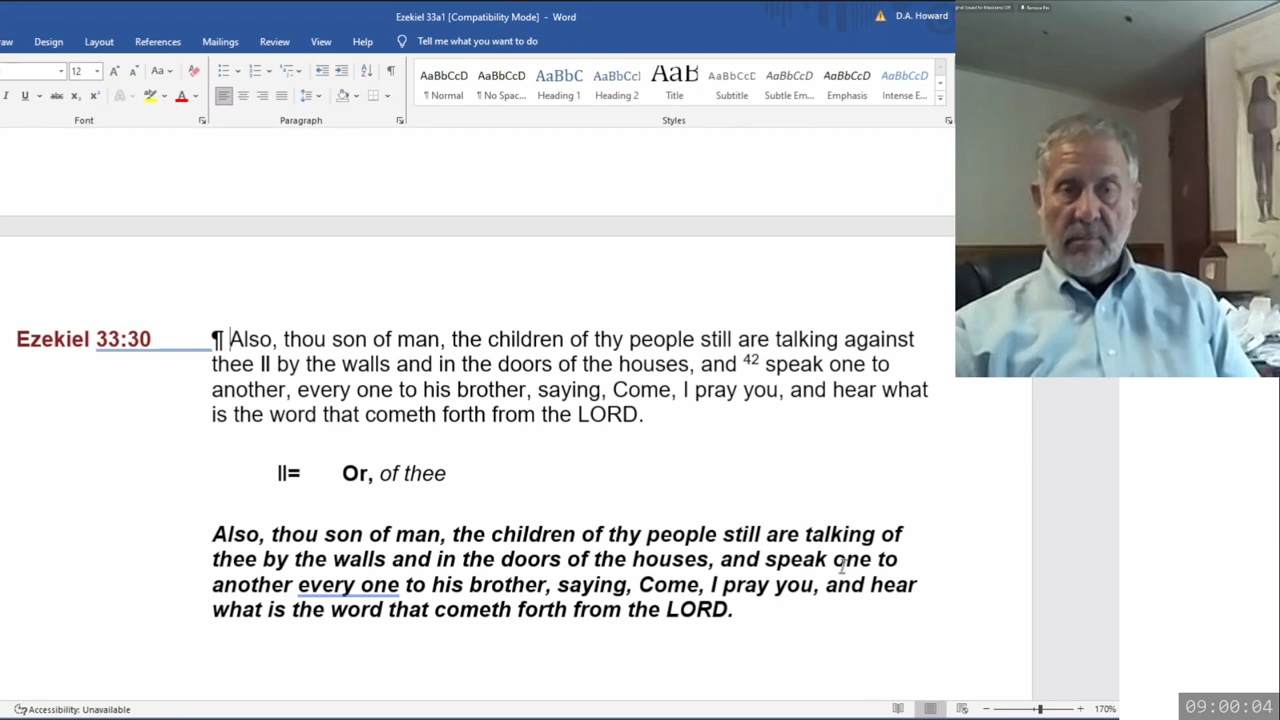 Ezekiel 33a1 [Compatibility Mode] - Word
D.A. Howard
Design Layout References Mailings Review View Help Tell me what you want to do
12
Aa
AaBbCcD AaBbCcD AaBbC AaBbCcl AaB AaBbCcD AaBbCcD AaBbCcD AaBbCcD
I U abc X₂ X² A A
¶ Normal ¶ No Spac... Heading 1 Heading 2 Title Subtitle Subtle Em... Emphasis Intense E...
Font Paragraph Styles
Ezekiel 33:30 ¶ Also, thou son of man, the children of thy people still are talking against
thee ǁ by the walls and in the doors of the houses, and 42 speak one to
another, every one to his brother, saying, Come, I pray you, and hear what
is the word that cometh forth from the LORD.
ǁ= Or, of thee
Also, thou son of man, the children of thy people still are talking of
thee by the walls and in the doors of the houses, and speak one to
another every one to his brother, saying, Come, I pray you, and hear
what is the word that cometh forth from the LORD.
Accessibility: Unavailable
170%
09:00:04